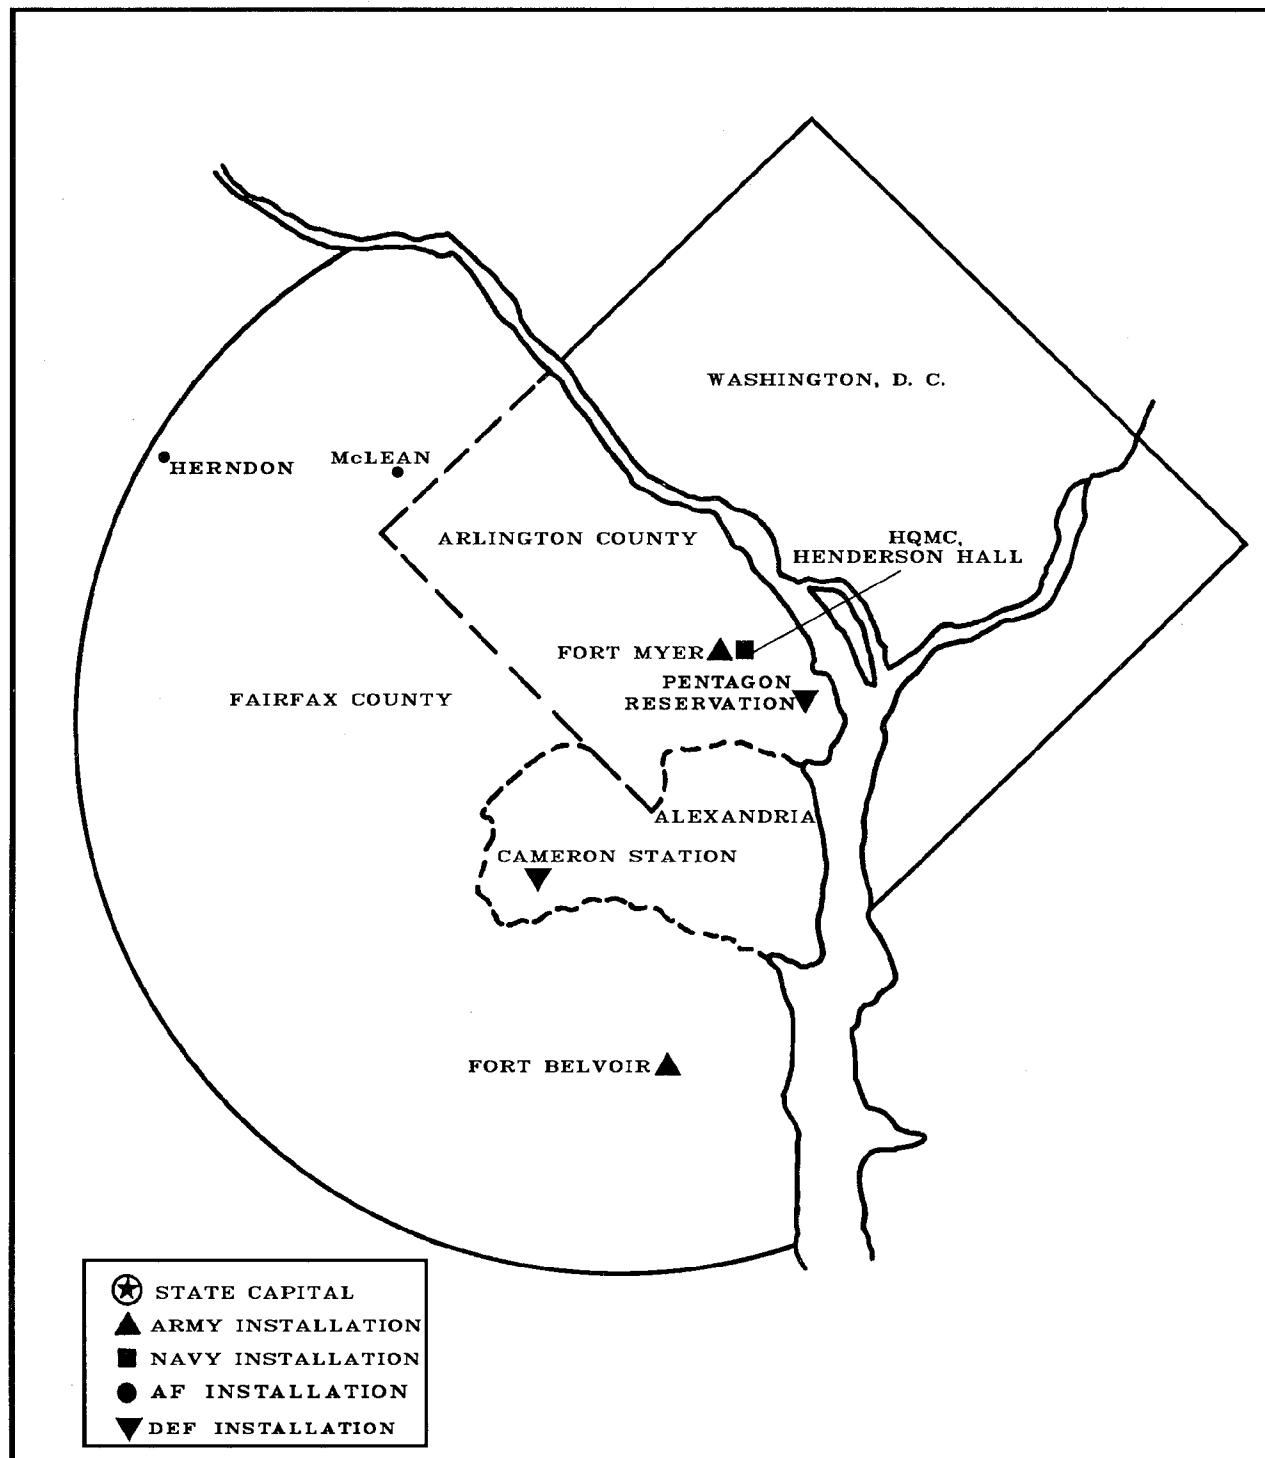 WASHINGTON, D. C.
McLEAN
HERNDON
ARLINGTON COUNTY
HQMC,
HENDERSON HALL
FORT MYER
PENTAGON
RESERVATION
FAIRFAX COUNTY
ALEXANDRIA
CAMERON STATION
FORT BELVOIR
STATE CAPITAL
ARMY INSTALLATION
NAVY INSTALLATION
AF INSTALLATION
DEF INSTALLATION